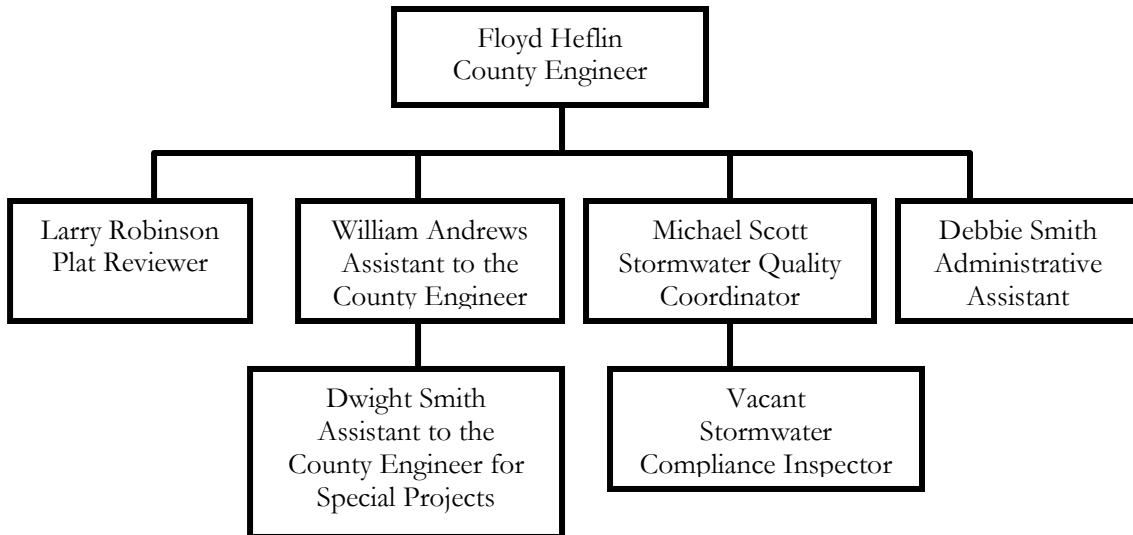 Floyd Heflin
County Engineer
Larry Robinson
Plat Reviewer
William Andrews
Assistant to the
County Engineer
Michael Scott
Stormwater Quality
Coordinator
Debbie Smith
Administrative
Assistant
Dwight Smith
Assistant to the
County Engineer for
Special Projects
Vacant
Stormwater
Compliance Inspector